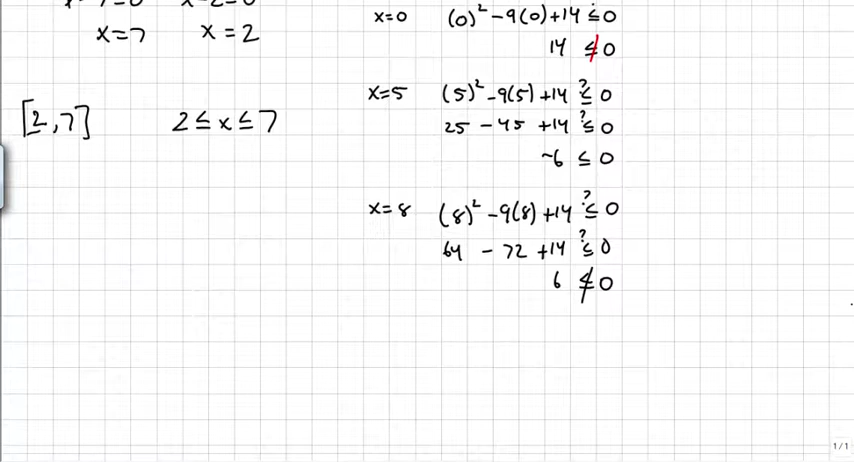 x=7 x=2
[2,7] 2≤x≤7
x=0 (0)²-9(0)+14 ≤ 0
14 ≰ 0
x=5 (5)²-9(5)+14 ≤? 0
25 - 45 + 14 ≤? 0
-6 ≤ 0
x=8 (8)²-9(8)+14 ≤? 0
64 - 72 + 14 ≤? 0
6 ≰ 0
1/1